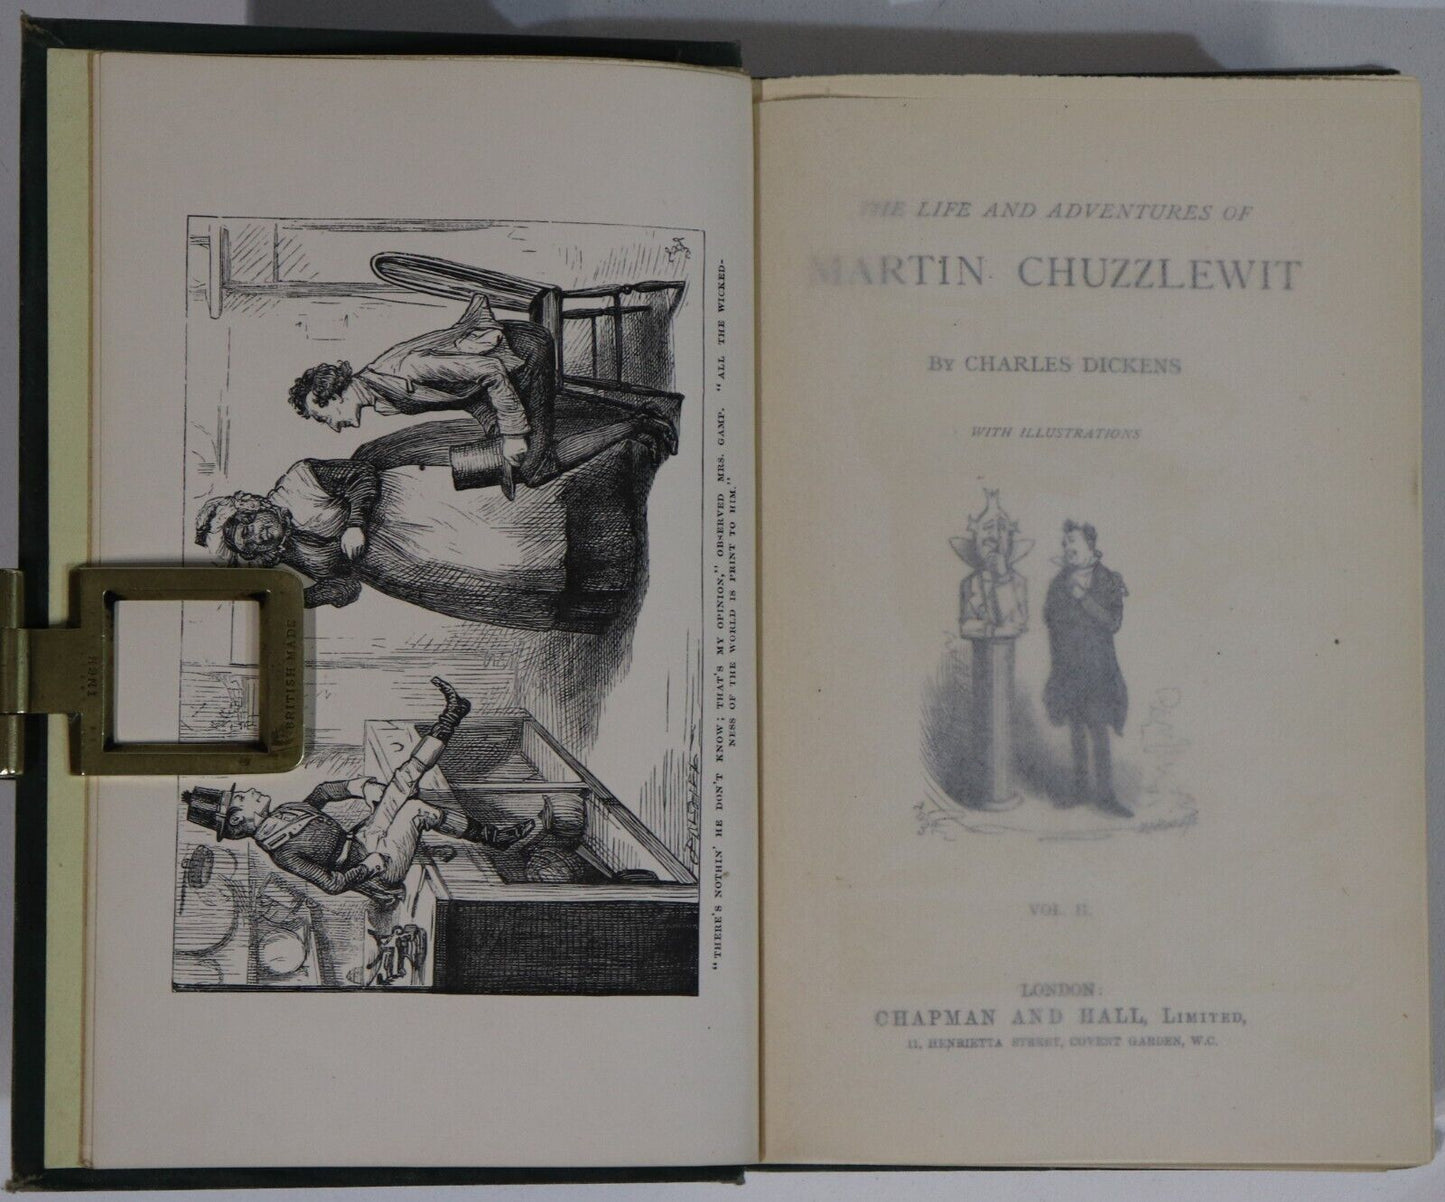 "THERE'S NOTHIN' HE DON'T KNOW; THAT'S MY OPINION," OBSERVED MRS. GAMP. "ALL THE WICKED-
NESS OF THE WORLD IS PRINT TO HIM."
BRITISH MADE
INCH
THE LIFE AND ADVENTURES OF
MARTIN CHUZZLEWIT
BY CHARLES DICKENS
WITH ILLUSTRATIONS
VOL. II.
LONDON:
CHAPMAN AND HALL, LIMITED,
11, HENRIETTA STREET, COVENT GARDEN, W.C.